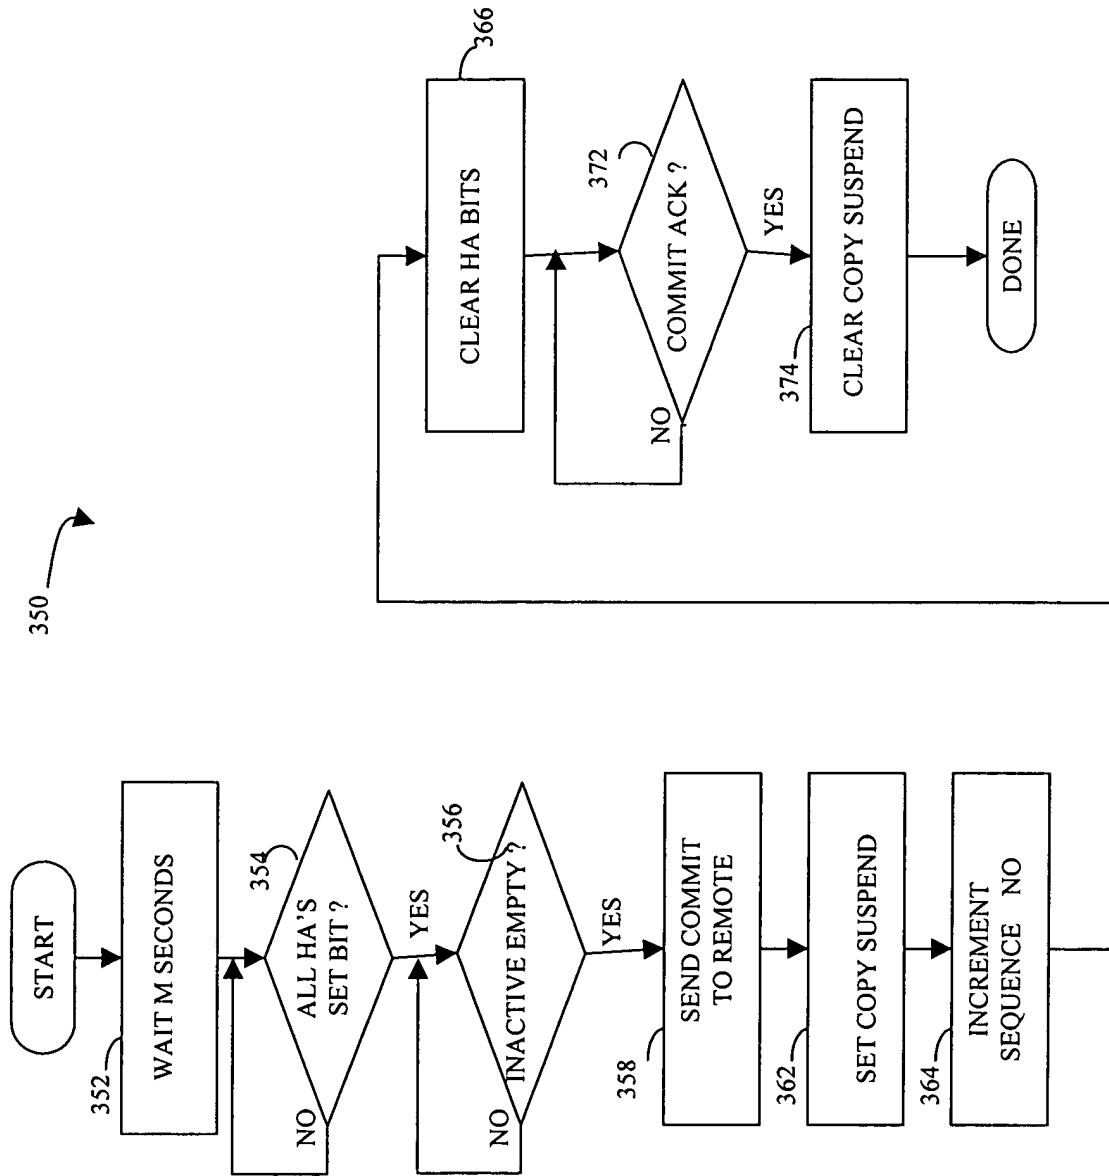 350
START
WAIT M SECONDS
352
ALL HA'S
SET BIT ?
354
NO
YES
INACTIVE EMPTY ?
356
NO
YES
SEND COMMIT
TO REMOTE
358
SET COPY SUSPEND
362
INCREMENT
SEQUENCE NO
364
CLEAR HA BITS
366
COMMIT ACK ?
372
NO
YES
CLEAR COPY SUSPEND
374
DONE